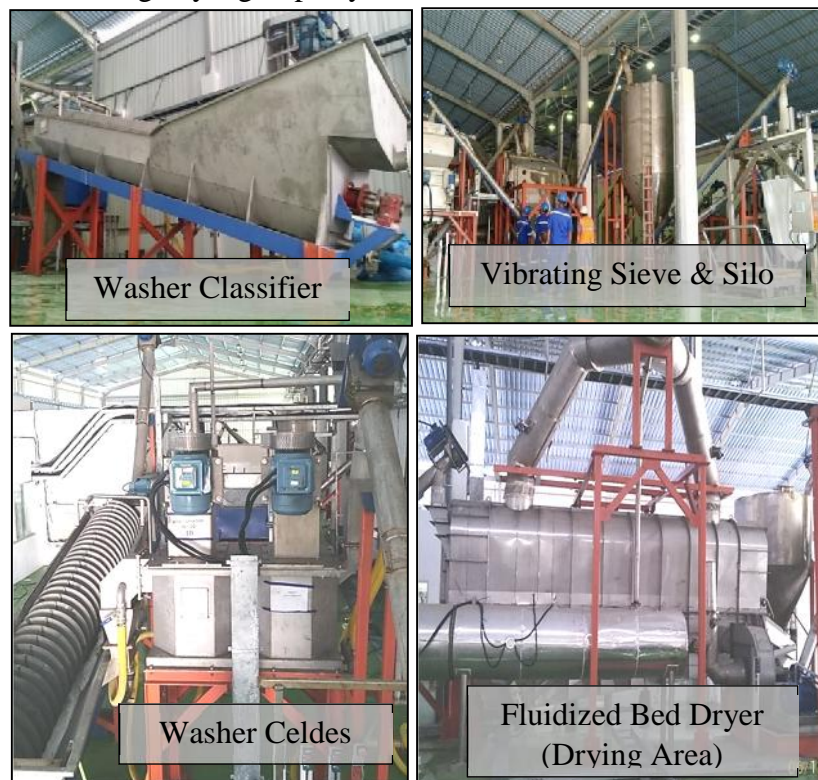 Washer Classifier
Vibrating Sieve & Silo
Washer Celdes
Fluidized Bed Dryer
(Drying Area)